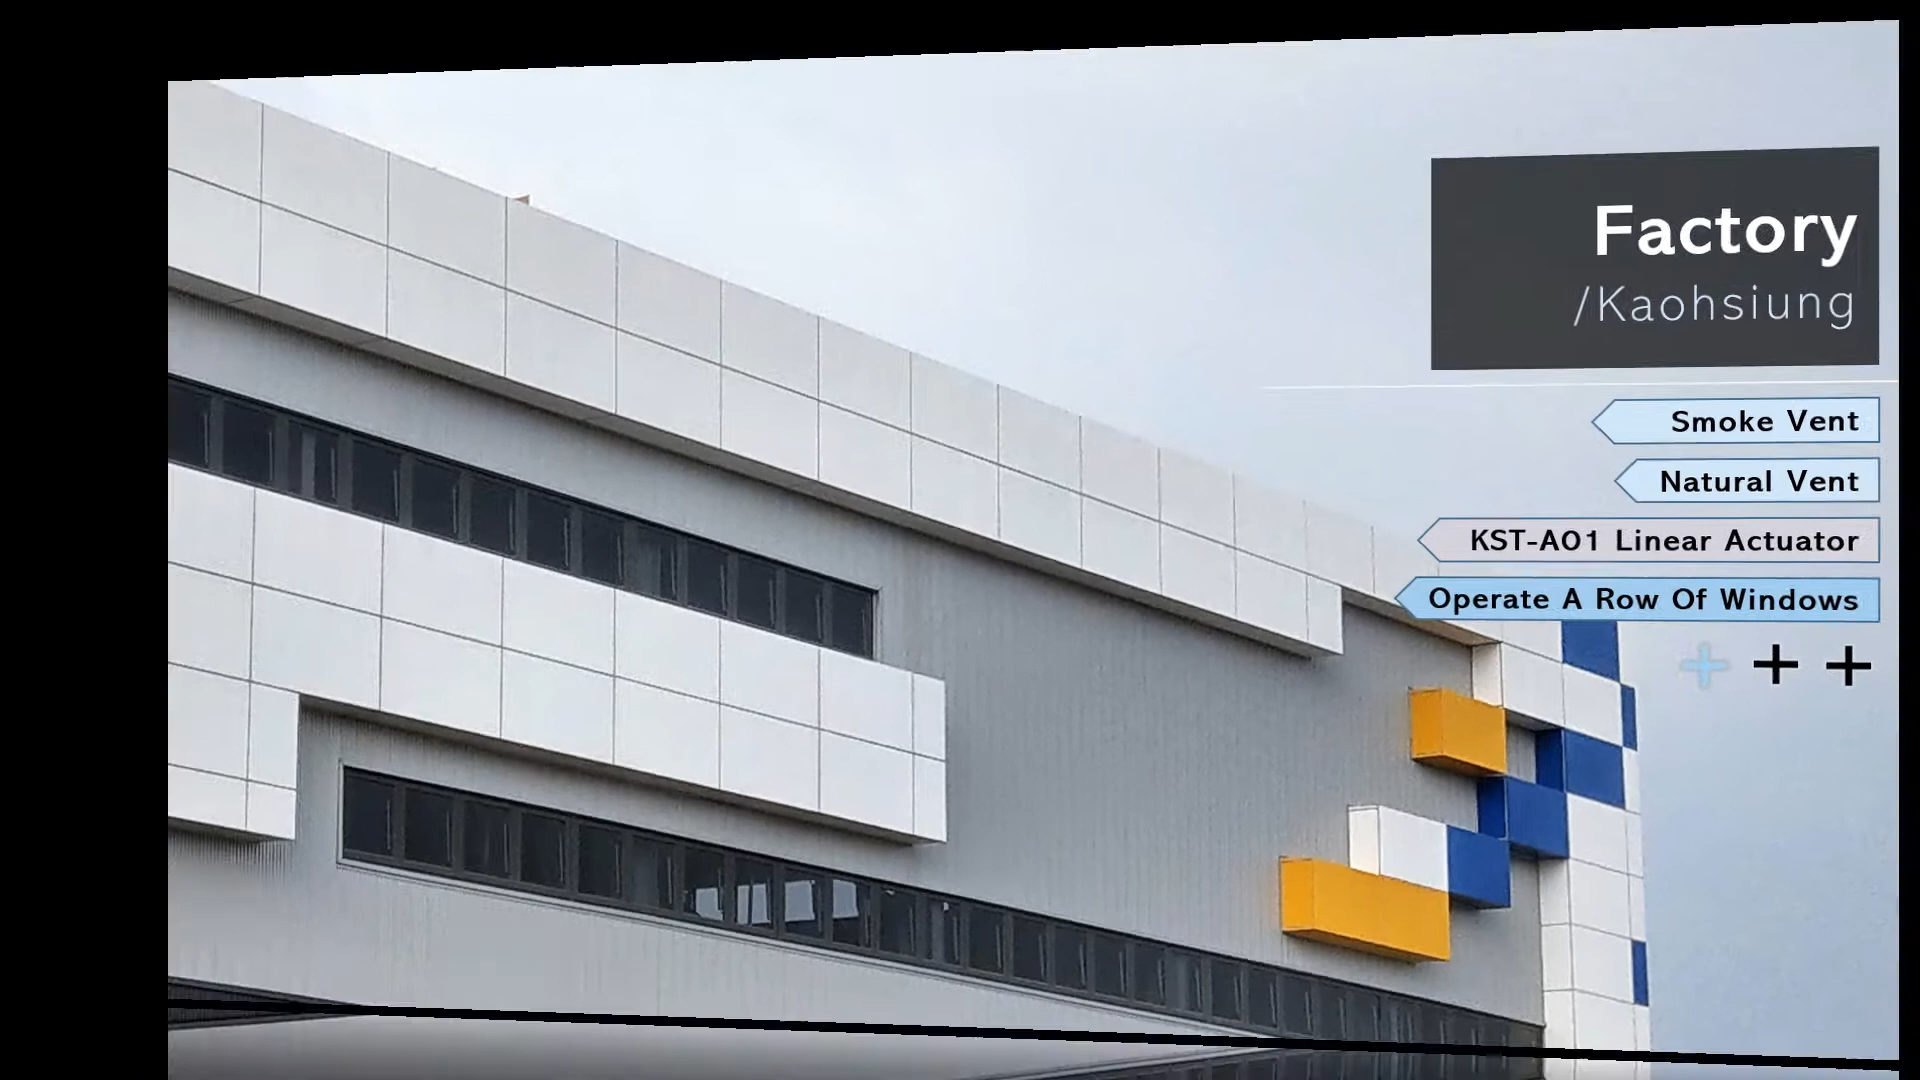 Factory
/Kaohsiung
Smoke Vent
Natural Vent
KST-A01 Linear Actuator
Operate A Row Of Windows